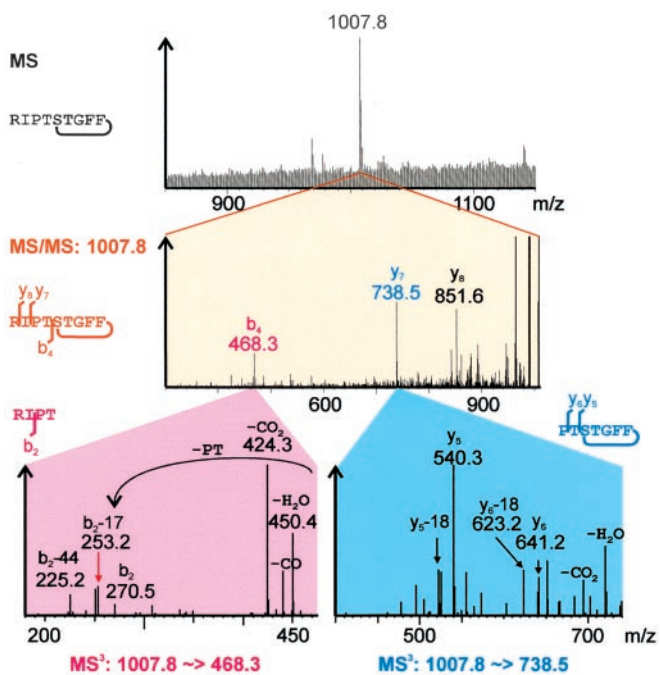 1007.8
MS
RIPTSTGFF
900 1100 m/z
MS/MS: 1007.8
y₈ y₇
RIPTSTGFF
b₄
y₇
738.5
y₈
851.6
b₄
468.3
600 900
RIPT
b₂
y₆y₅
PTSTGFF
–CO₂
424.3
–PT
–H₂O
450.4
b₂-17
253.2
b₂-44
225.2
b₂
270.5
–CO
200 450
y₅
540.3
y₅-18
y₆-18
623.2
y₆
641.2
–H₂O
–CO₂
500 700 m/z
MS³: 1007.8 ~> 468.3
MS³: 1007.8 ~> 738.5